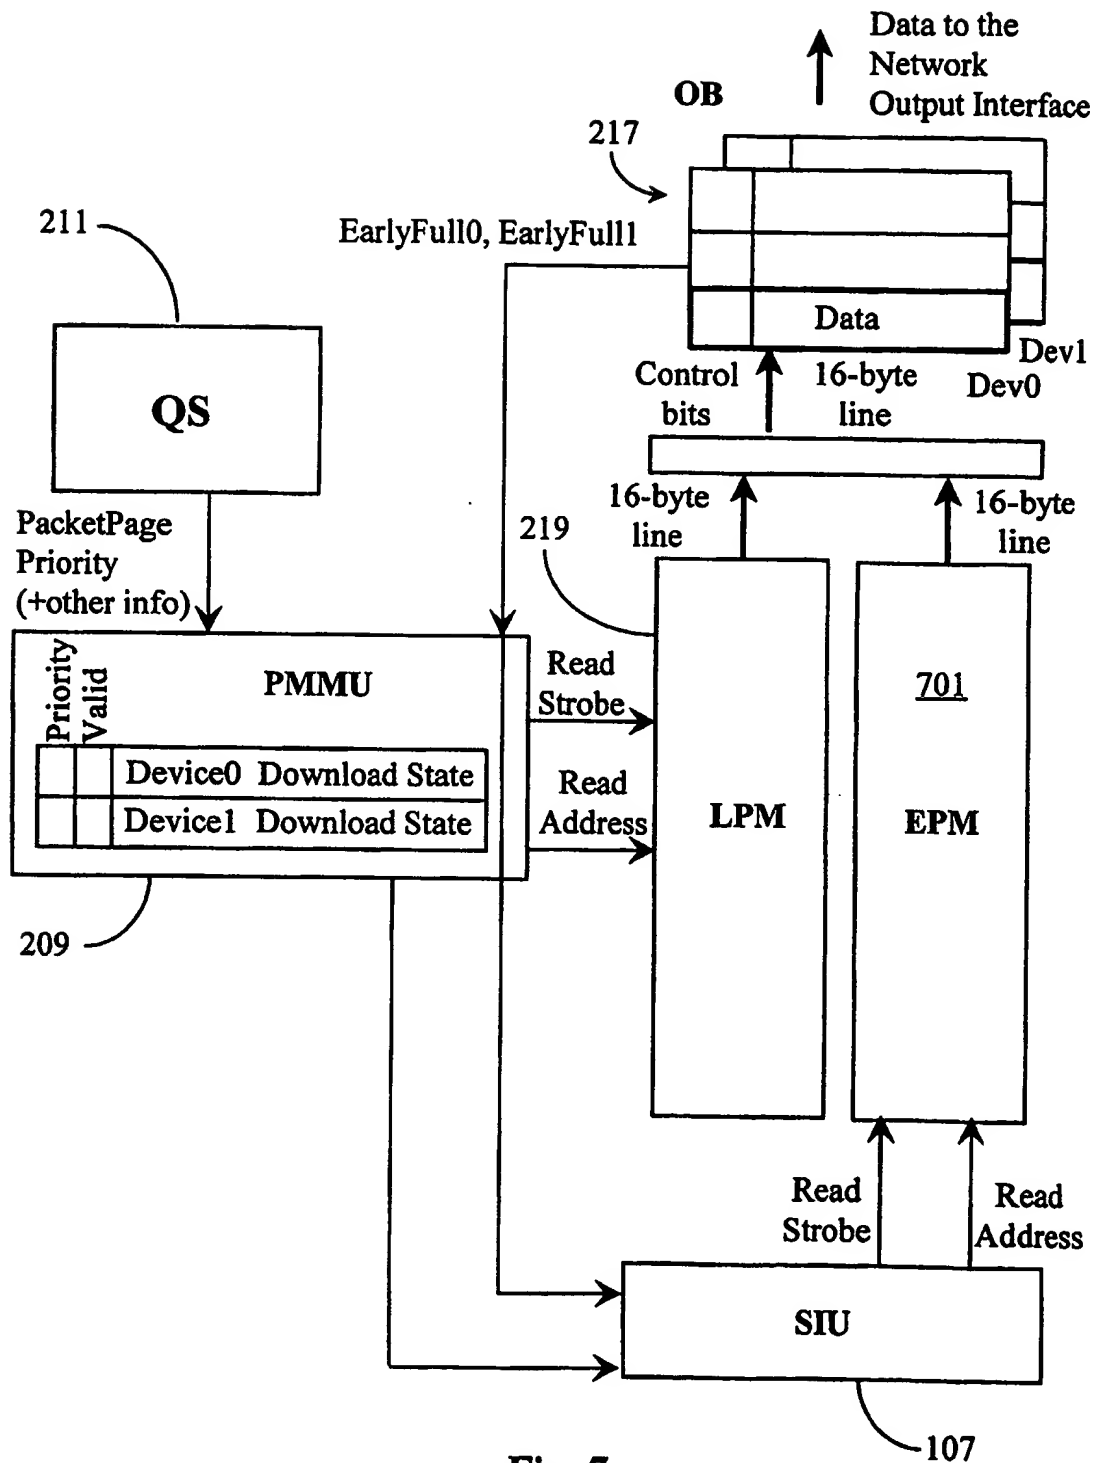 Data to the
Network
Output Interface
OB
217
211
EarlyFull0, EarlyFull1
Data
Dev1
Dev0
Control
bits
16-byte
line
QS
16-byte
line
16-byte
line
PacketPage
Priority
(+other info)
219
Priority
Valid
PMMU
Read
Strobe
701
Device0 Download State
Device1 Download State
Read
Address
LPM
EPM
209
Read
Strobe
Read
Address
SIU
107